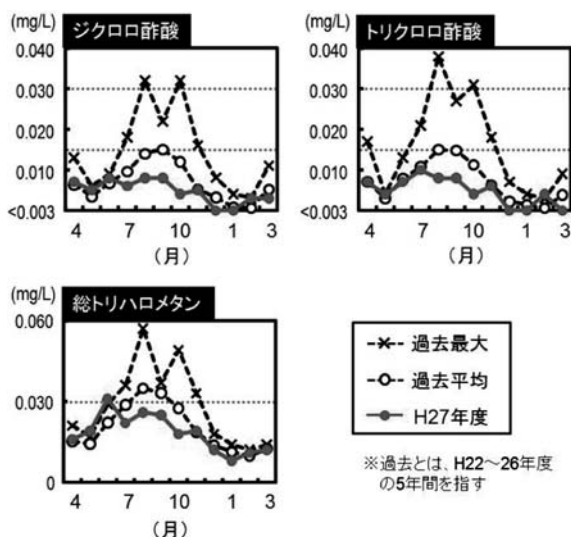 (mg/L)
ジクロロ酢酸
0.040
0.030
0.020
0.010
<0.003
4
7
10
1
3
(月)
(mg/L)
トリクロロ酢酸
0.040
0.030
0.020
0.010
<0.003
4
7
10
1
3
(月)
(mg/L)
総トリハロメタン
0.060
0.030
0
4
7
10
1
3
(月)
過去最大
過去平均
H27年度
※過去とは、H22～26年度
の5年間を指す